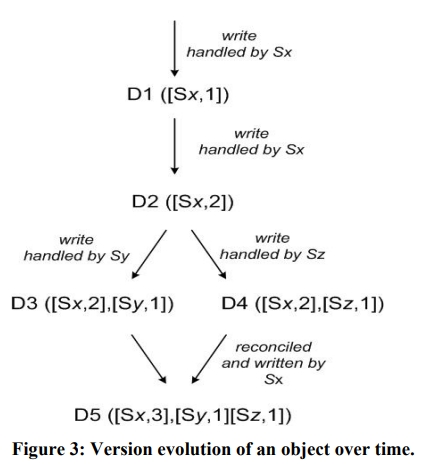 write
handled by Sx
D1 ([Sx,1])
write
handled by Sx
D2 ([Sx,2])
write
handled by Sy
write
handled by Sz
D3 ([Sx,2],[Sy,1])
D4 ([Sx,2],[Sz,1])
reconciled
and written by
Sx
D5 ([Sx,3],[Sy,1][Sz,1])
Figure 3: Version evolution of an object over time.